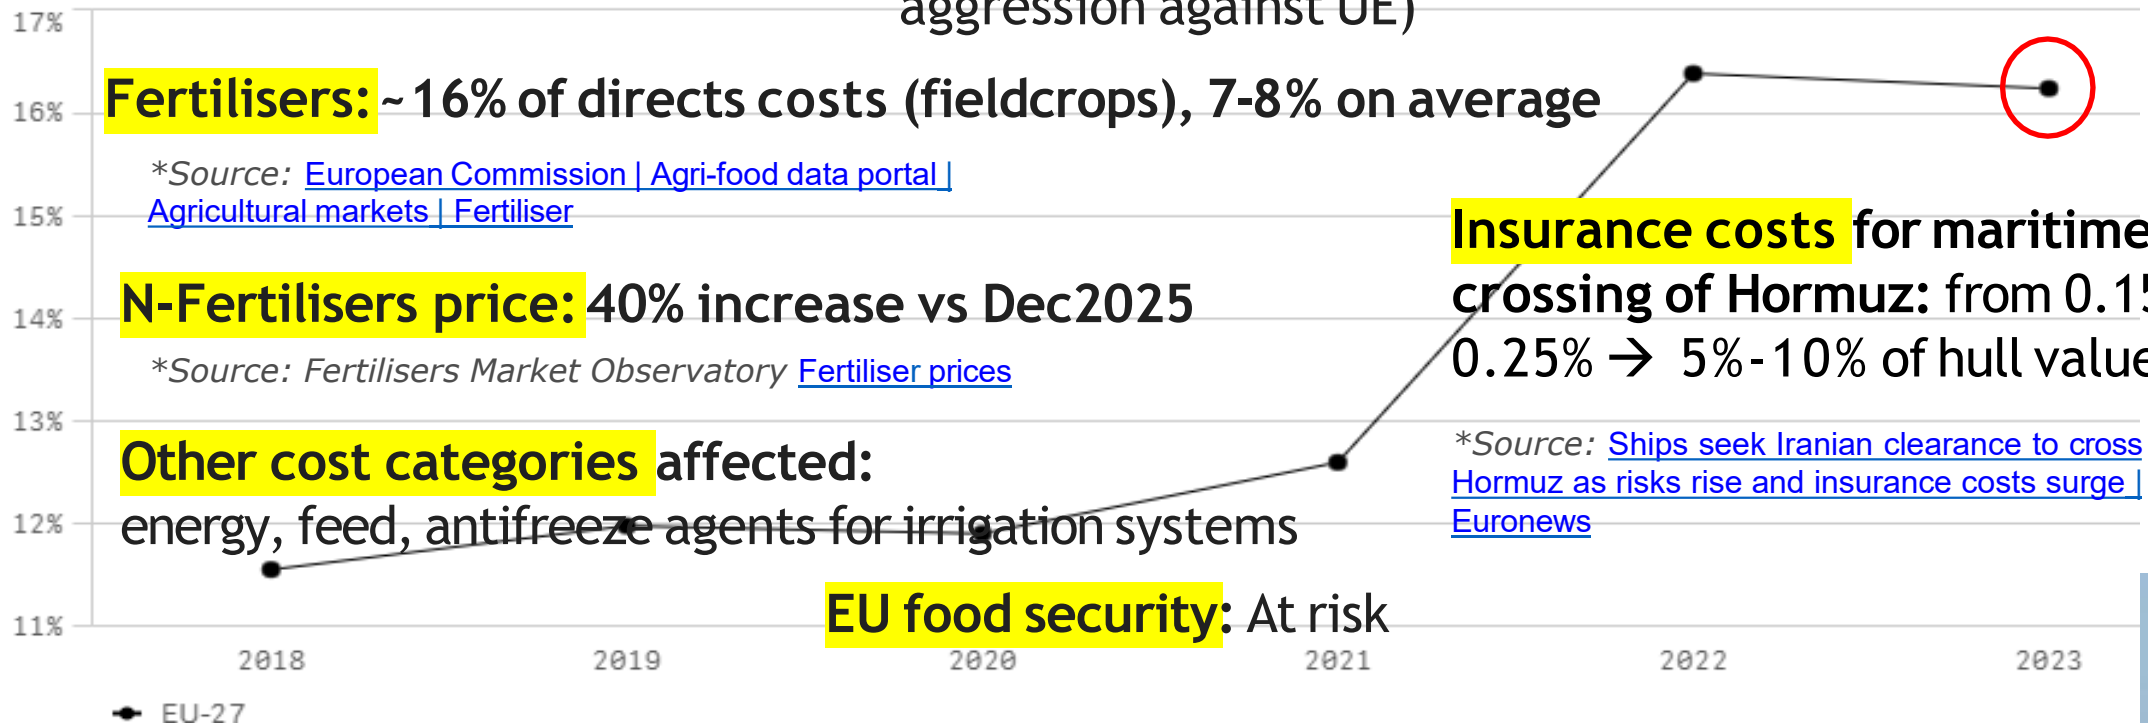 aggression against UE)
17%
Fertilisers: ~16% of directs costs (fieldcrops), 7-8% on average
16%
*Source: European Commission | Agri-food data portal |
Agricultural markets | Fertiliser
15%
Insurance costs for maritime
crossing of Hormuz: from 0.15
0.25% → 5%-10% of hull value
N-Fertilisers price: 40% increase vs Dec2025
14%
*Source: Fertilisers Market Observatory Fertiliser prices
13%
*Source: Ships seek Iranian clearance to cross
Hormuz as risks rise and insurance costs surge |
Euronews
Other cost categories affected:
energy, feed, antifreeze agents for irrigation systems
12%
EU food security: At risk
11%
2018 2019 2020 2021 2022 2023
EU-27